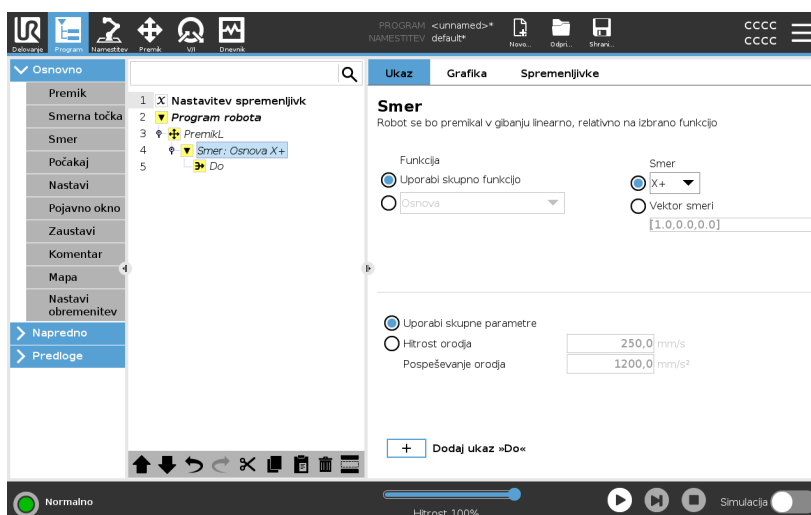 PROGRAM <unnamed>*
NAMESTITEV default*
Delovanje Program Namestitev Premik V/I Dnevnik Novo... Odpri... Shrani...
CCCC
CCCC
Osnovno
Premik
Smerna točka
Smer
Počakaj
Nastavi
Pojavno okno
Zaustavi
Komentar
Mapa
Nastavi
obremenitev
Napredno
Predloge
1 X Nastavitev spremenljivk
2 Program robota
3 PremikL
4 Smer: Osnova X+
5 Do
Ukaz Grafika Spremenljivke
Smer
Robot se bo premikal v gibanju linearno, relativno na izbrano funkcijo
Funkcija
Uporabi skupno funkcijo
Osnova
Smer
X+
Vektor smeri
[1.0,0.0,0.0]
Uporabi skupne parametre
Hitrost orodja 250,0 mm/s
Pospeševanje orodja 1200,0 mm/s²
+ Dodaj ukaz »Do«
Normalno
Hitrost 100%
Simulacija